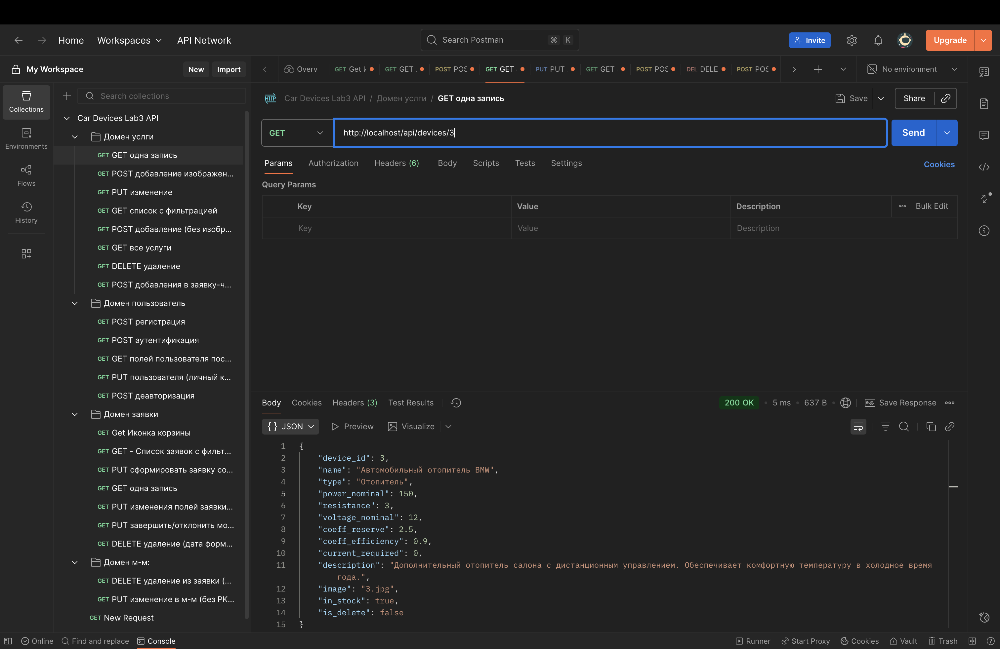 Home Workspaces API Network Search Postman ⌘ K Invite Upgrade
My Workspace New Import Overv GET Get И GET GET . POST POS GET GET PUT PUT GET GET POST POS DEL DELE POST POS No environment
Collections
Environments
Flows
History
Search collections
Car Devices Lab3 API
Домен услги
GET GET одна запись
GET POST добавление изображен...
GET PUT изменение
GET GET список с фильтрацией
GET POST добавление (без изобр...
GET GET все услуги
GET DELETE удаление
GET POST добавления в заявку-ч...
Домен пользователь
GET POST регистрация
GET POST аутентификация
GET GET полей пользователя пос...
GET PUT пользователя (личный к...
GET POST деавторизация
Домен заявки
GET Get Иконка корзины
GET GET - Список заявок с фильт...
GET PUT сформировать заявку со...
GET GET одна запись
GET PUT изменения полей заявки...
GET PUT завершить/отклонить мо...
GET DELETE удаление (дата форм...
Домен м-м:
GET DELETE удаление из заявки (...
GET PUT изменение в м-м (без PK...
GET New Request
HTTP Car Devices Lab3 API / Домен услги / GET одна запись Save Share
GET http://localhost/api/devices/3 Send
Params Authorization Headers (6) Body Scripts Tests Settings Cookies
Query Params
Key Value Description Bulk Edit
Key Value Description
Body Cookies Headers (3) Test Results 200 OK • 5 ms • 637 B • e.g. Save Response
{} JSON Preview Visualize
1 {
2 "device_id": 3,
3 "name": "Автомобильный отопитель BMW",
4 "type": "Отопитель",
5 "power_nominal": 150,
6 "resistance": 3,
7 "voltage_nominal": 12,
8 "coeff_reserve": 2.5,
9 "coeff_efficiency": 0.9,
10 "current_required": 0,
11 "description": "Дополнительный отопитель салона с дистанционным управлением. Обеспечивает комфортную температуру в холодное время
года.",
12 "image": "3.jpg",
13 "in_stock": true,
14 "is_delete": false
15 }
Online Find and replace Console Runner Start Proxy Cookies Vault Trash